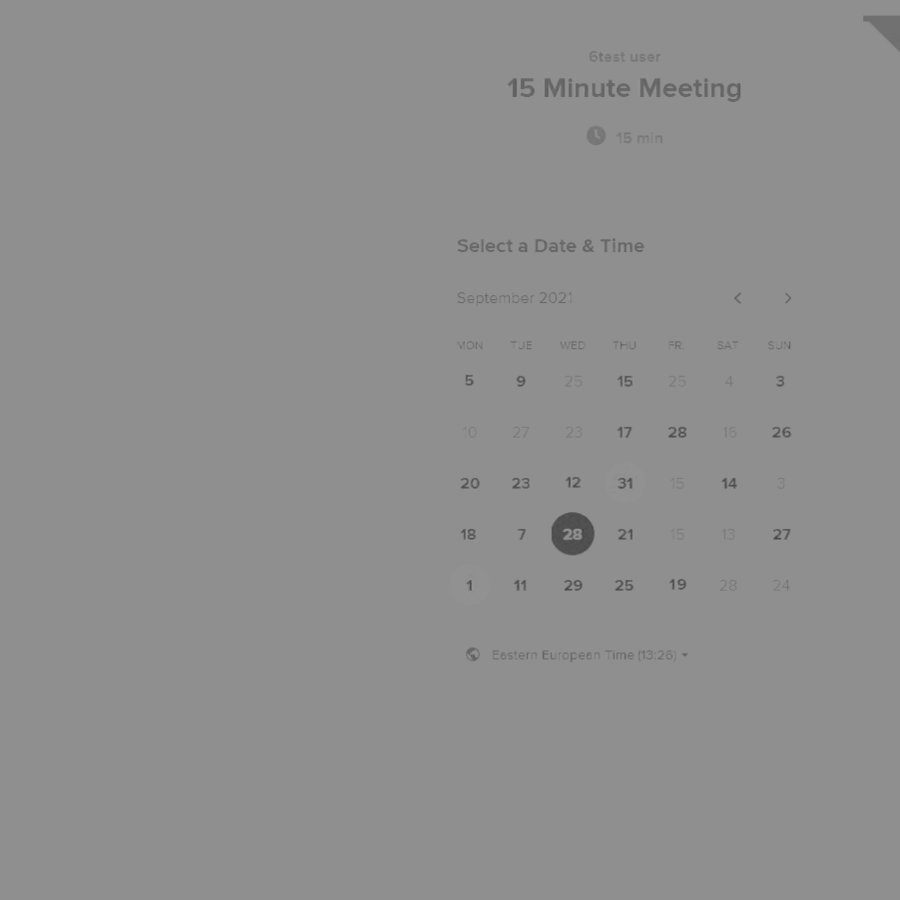 6test user
15 Minute Meeting
15 min
Select a Date & Time
September 2021
MON TUE WED THU FRI SAT SUN
5 9 25 15 25 4 3
10 27 23 17 28 15 26
20 23 12 31 15 14 3
18 7 28 21 15 13 27
1 11 29 25 19 28 24
Eastern European Time (13:26)